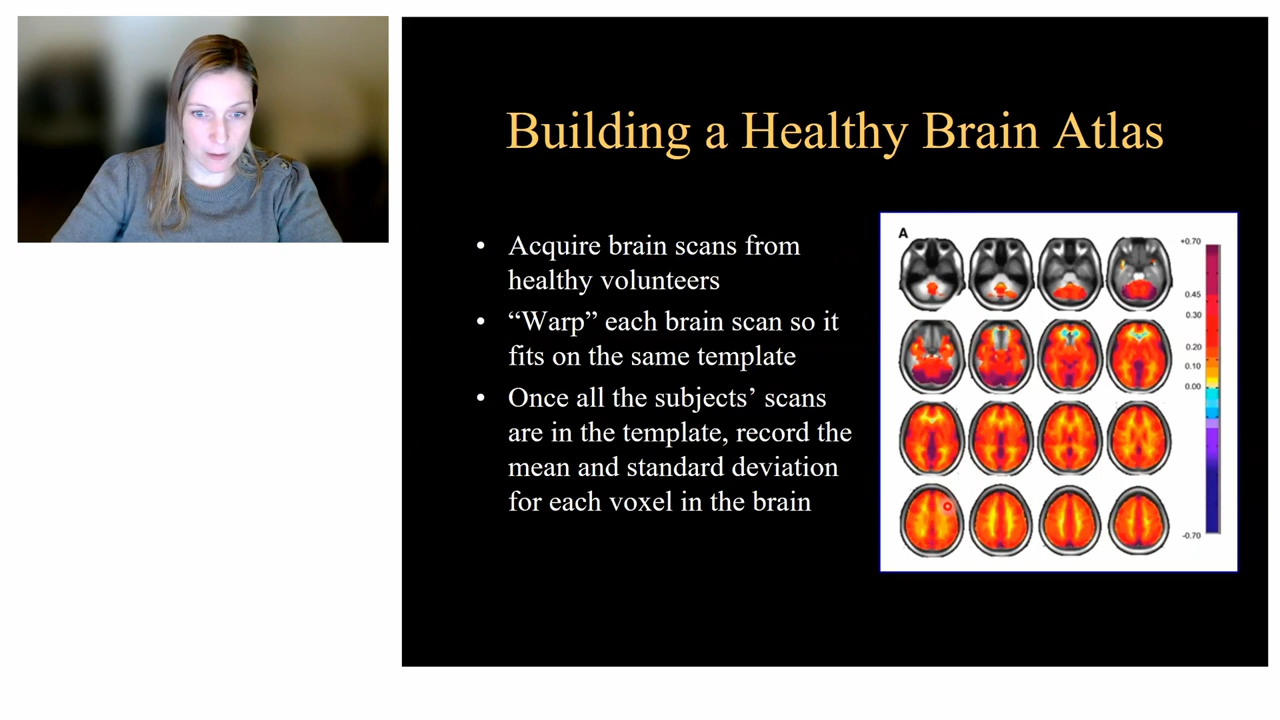 Building a Healthy Brain Atlas
• Acquire brain scans from
healthy volunteers
• “Warp” each brain scan so it
fits on the same template
• Once all the subjects’ scans
are in the template, record the
mean and standard deviation
for each voxel in the brain
A
+0.70
0.45
0.30
0.20
0.10
0.00
-0.70